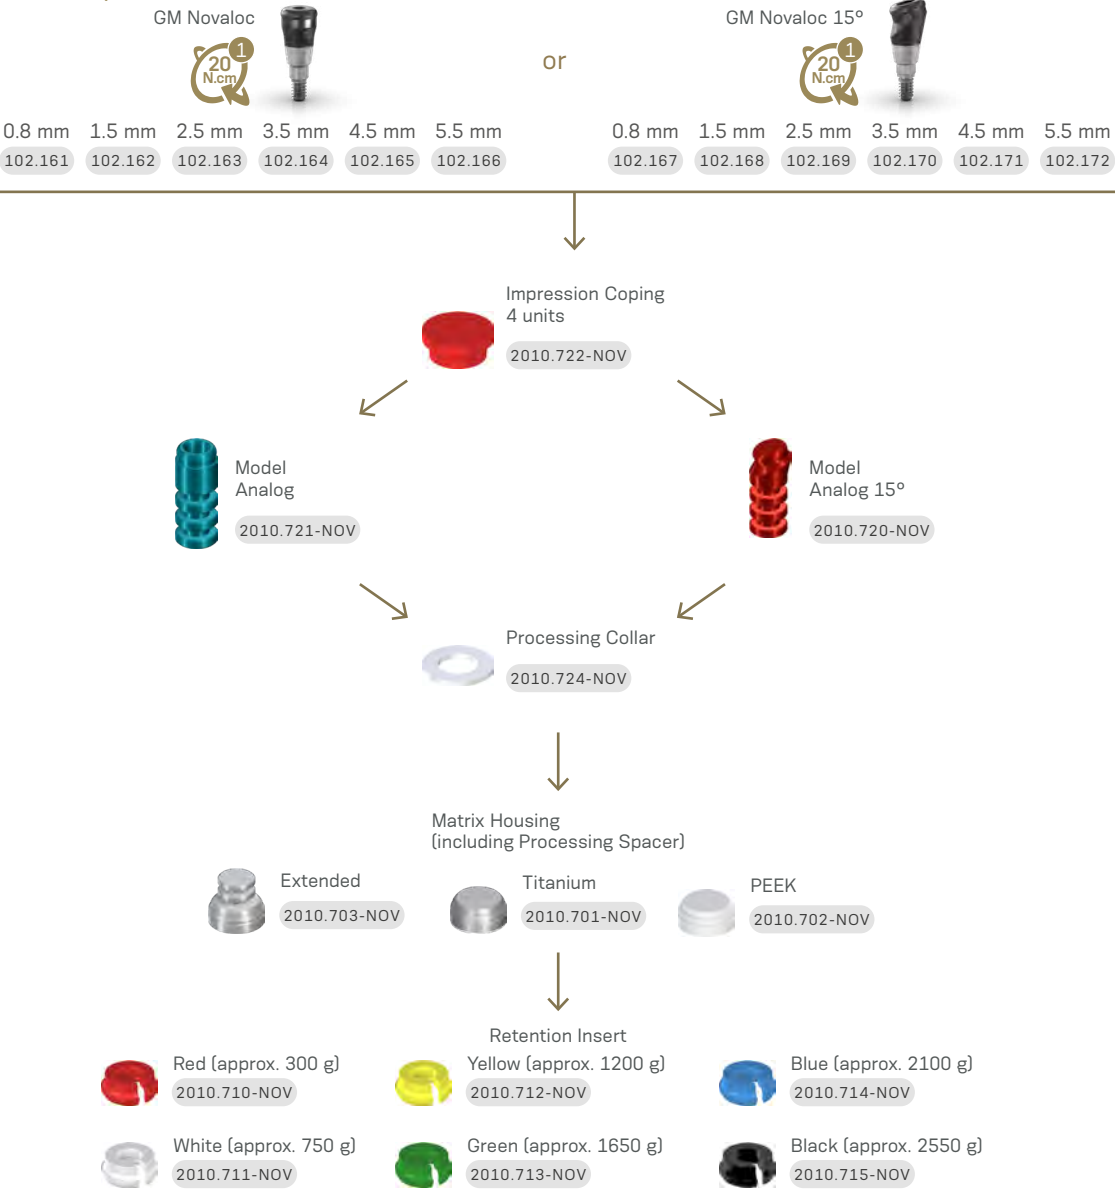 GM Novaloc
20
N.cm
1
or
GM Novaloc 15°
20
N.cm
1
0.8 mm 1.5 mm 2.5 mm 3.5 mm 4.5 mm 5.5 mm
102.161 102.162 102.163 102.164 102.165 102.166
0.8 mm 1.5 mm 2.5 mm 3.5 mm 4.5 mm 5.5 mm
102.167 102.168 102.169 102.170 102.171 102.172
Impression Coping
4 units
2010.722-NOV
Model
Analog
2010.721-NOV
Model
Analog 15°
2010.720-NOV
Processing Collar
2010.724-NOV
Matrix Housing
(including Processing Spacer)
Extended
2010.703-NOV
Titanium
2010.701-NOV
PEEK
2010.702-NOV
Retention Insert
Red (approx. 300 g)
2010.710-NOV
Yellow (approx. 1200 g)
2010.712-NOV
Blue (approx. 2100 g)
2010.714-NOV
White (approx. 750 g)
2010.711-NOV
Green (approx. 1650 g)
2010.713-NOV
Black (approx. 2550 g)
2010.715-NOV